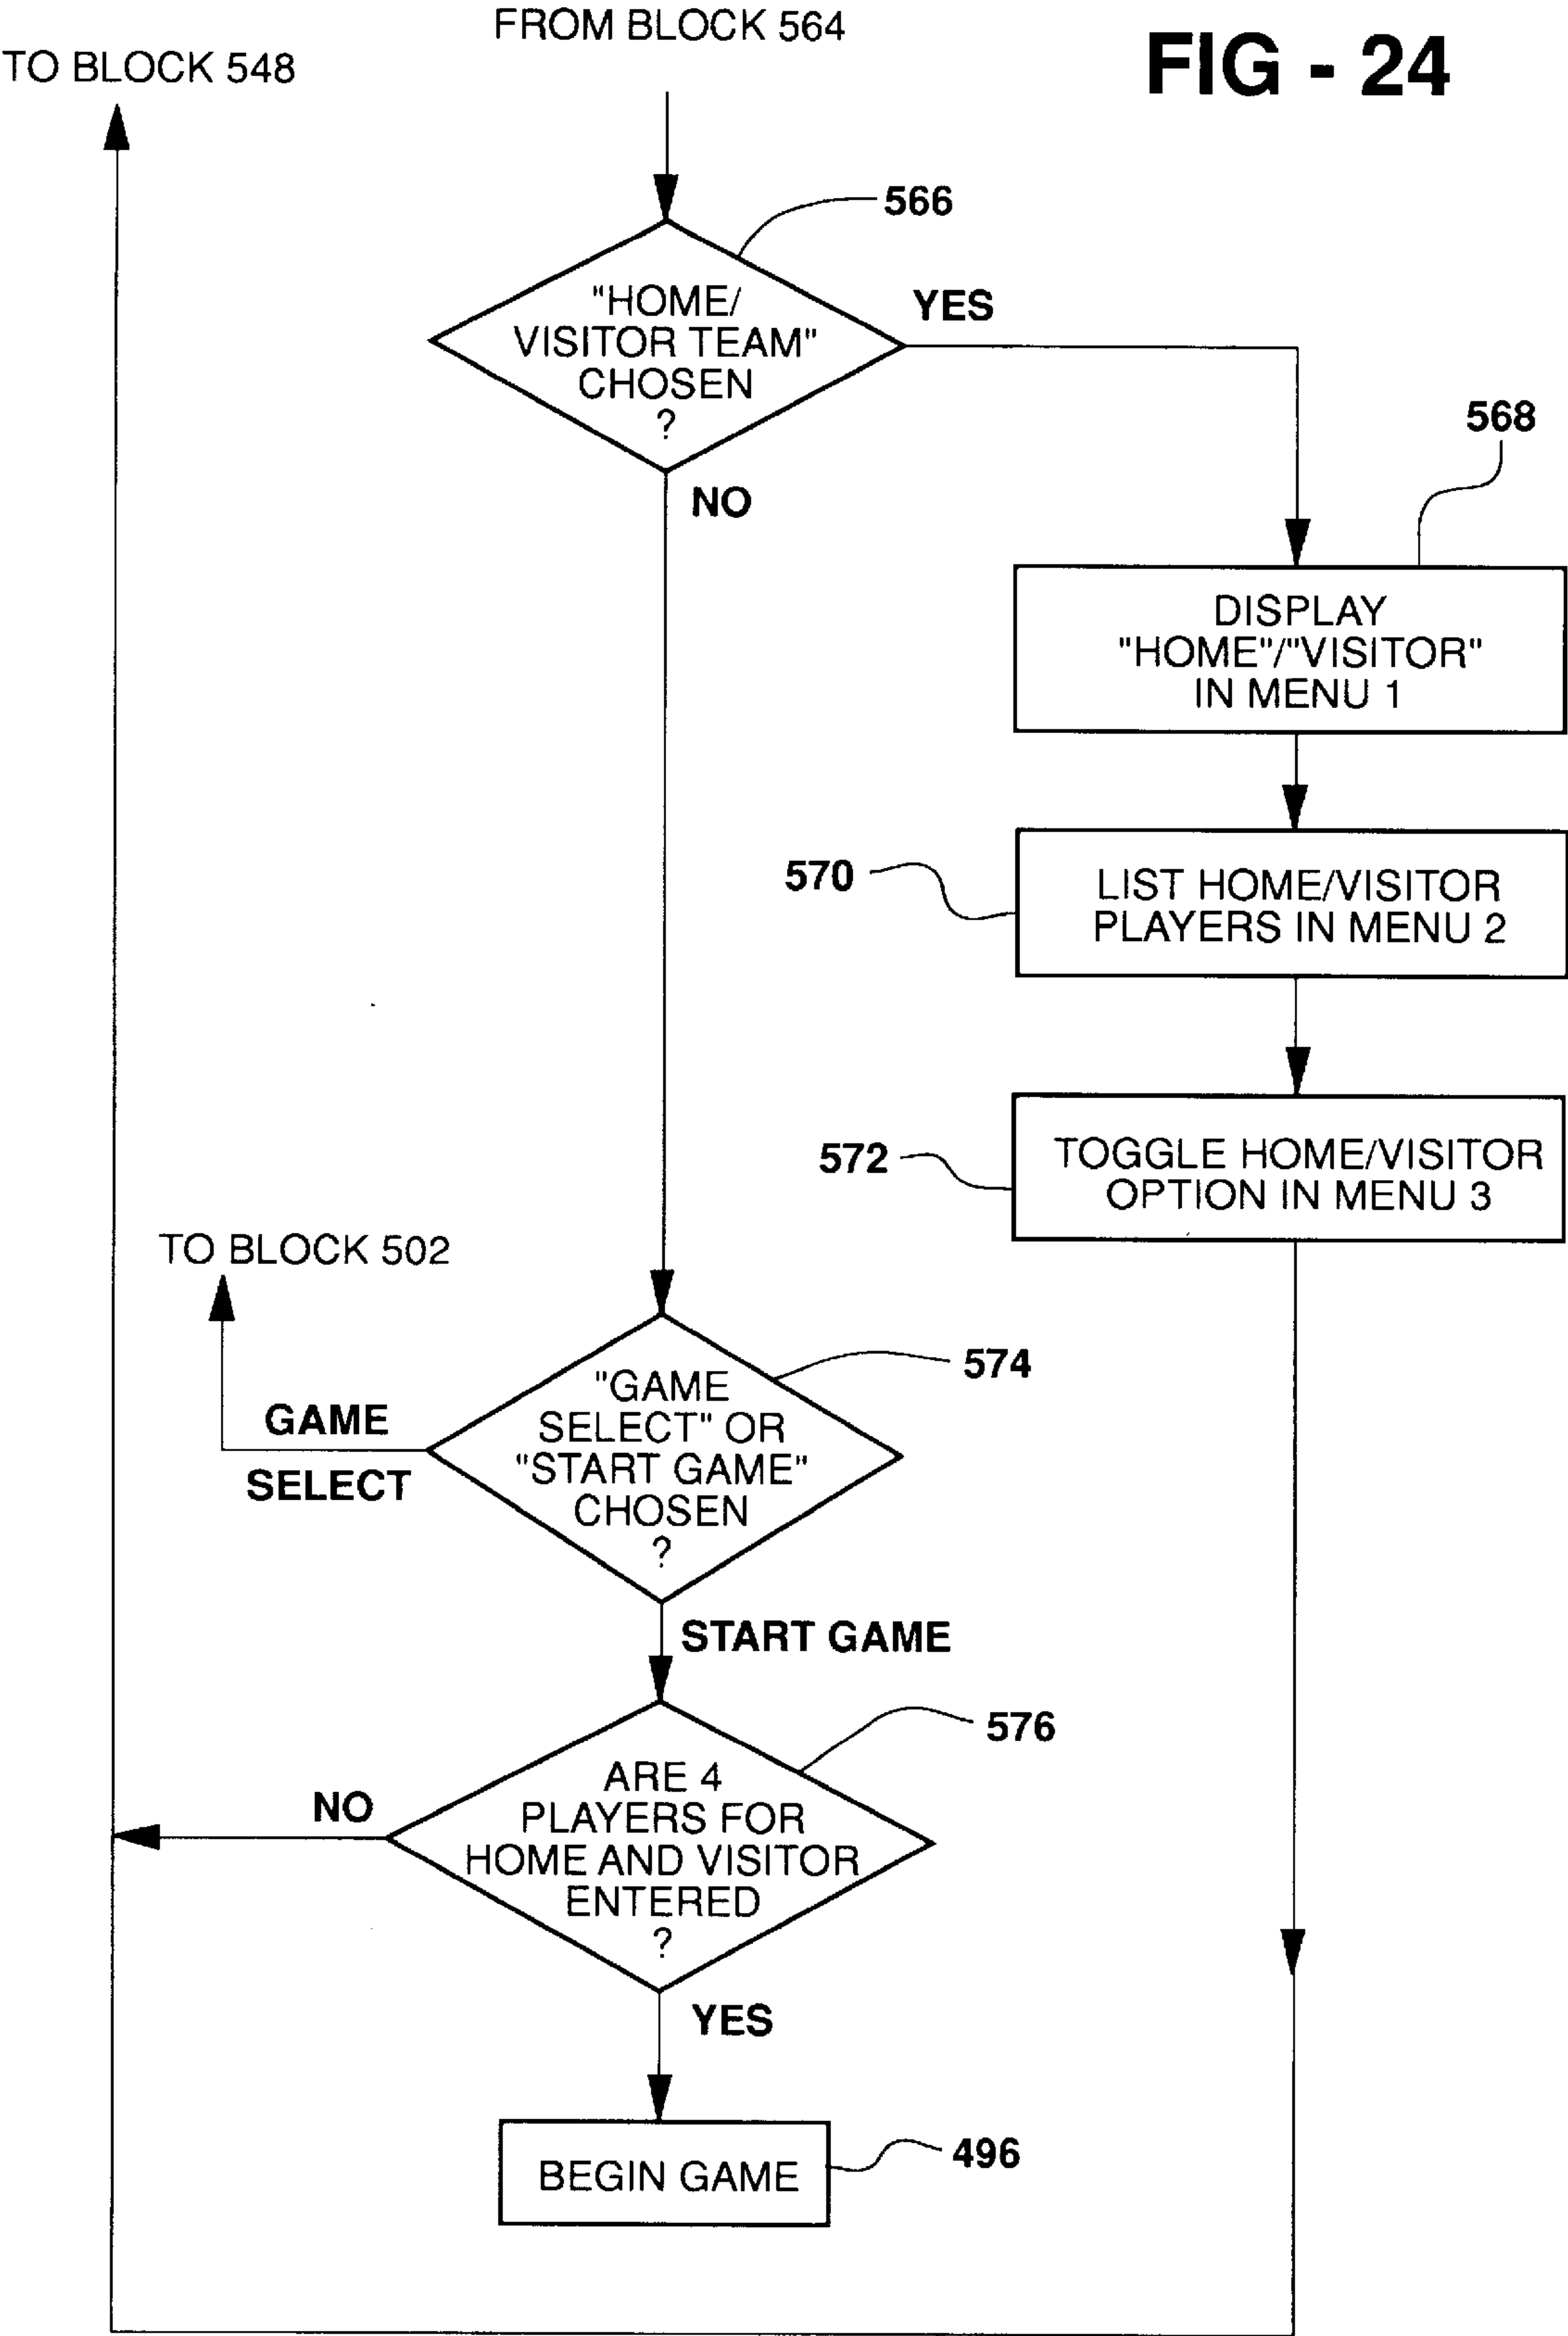 FROM BLOCK 564
FIG - 24
TO BLOCK 548
566
"HOME/
VISITOR TEAM"
CHOSEN
?
YES
NO
568
DISPLAY
"HOME"/"VISITOR"
IN MENU 1
570
LIST HOME/VISITOR
PLAYERS IN MENU 2
572
TOGGLE HOME/VISITOR
OPTION IN MENU 3
TO BLOCK 502
574
"GAME
SELECT" OR
"START GAME"
CHOSEN
?
GAME
SELECT
START GAME
576
ARE 4
PLAYERS FOR
HOME AND VISITOR
ENTERED
?
NO
YES
BEGIN GAME
496